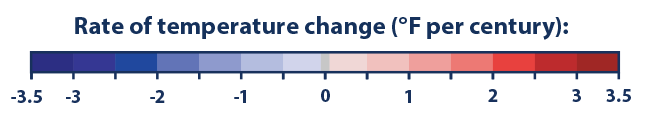 Rate of temperature change (°F per century):
-3.5 -3 -2 -1 0 1 2 3 3.5